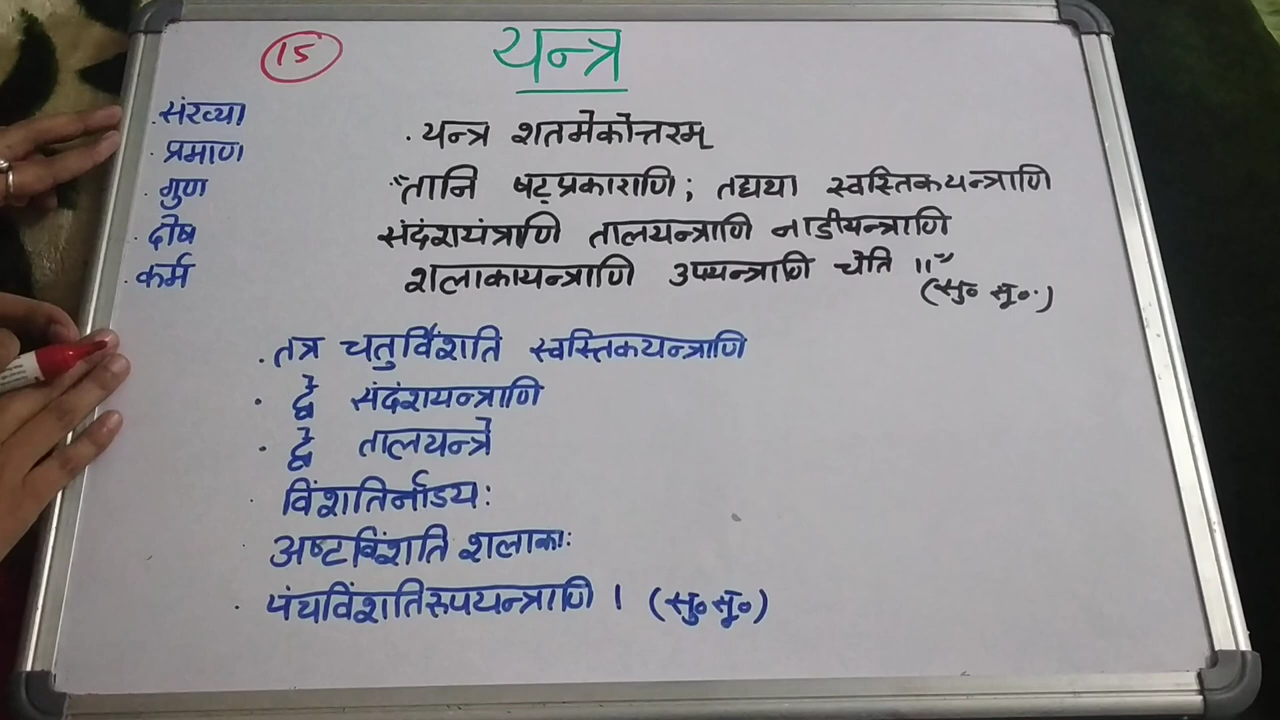 15
यन्त्र
. संख्या
. प्रमाण
. गुण
. दोष
. कर्म
. यन्त्र शतमेकोत्तरम्
"तानि षट्प्रकाराणि; तद्यथा स्वस्तिकयन्त्राणि
संदंशयंत्राणि तालयन्त्राणि नाडीयन्त्राणि
शलाकायन्त्राणि उपयन्त्राणि चेति ॥"
(सु० सू०.)
. तत्र चतुर्विंशति स्वस्तिकयन्त्राणि
. द्वे संदंशयन्त्राणि
. द्वे तालयन्त्रे
. विंशतिर्नाडयः
. अष्टविंशति शलाकाः
. पंचविंशतिरुपयन्त्राणि । (सु० सू०)